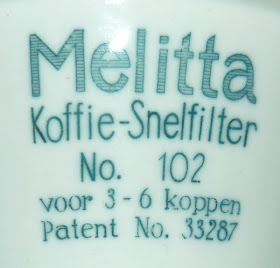 Melitta
Koffie-Snelfilter
No. 102
voor 3-6 koppen
Patent No. 33287